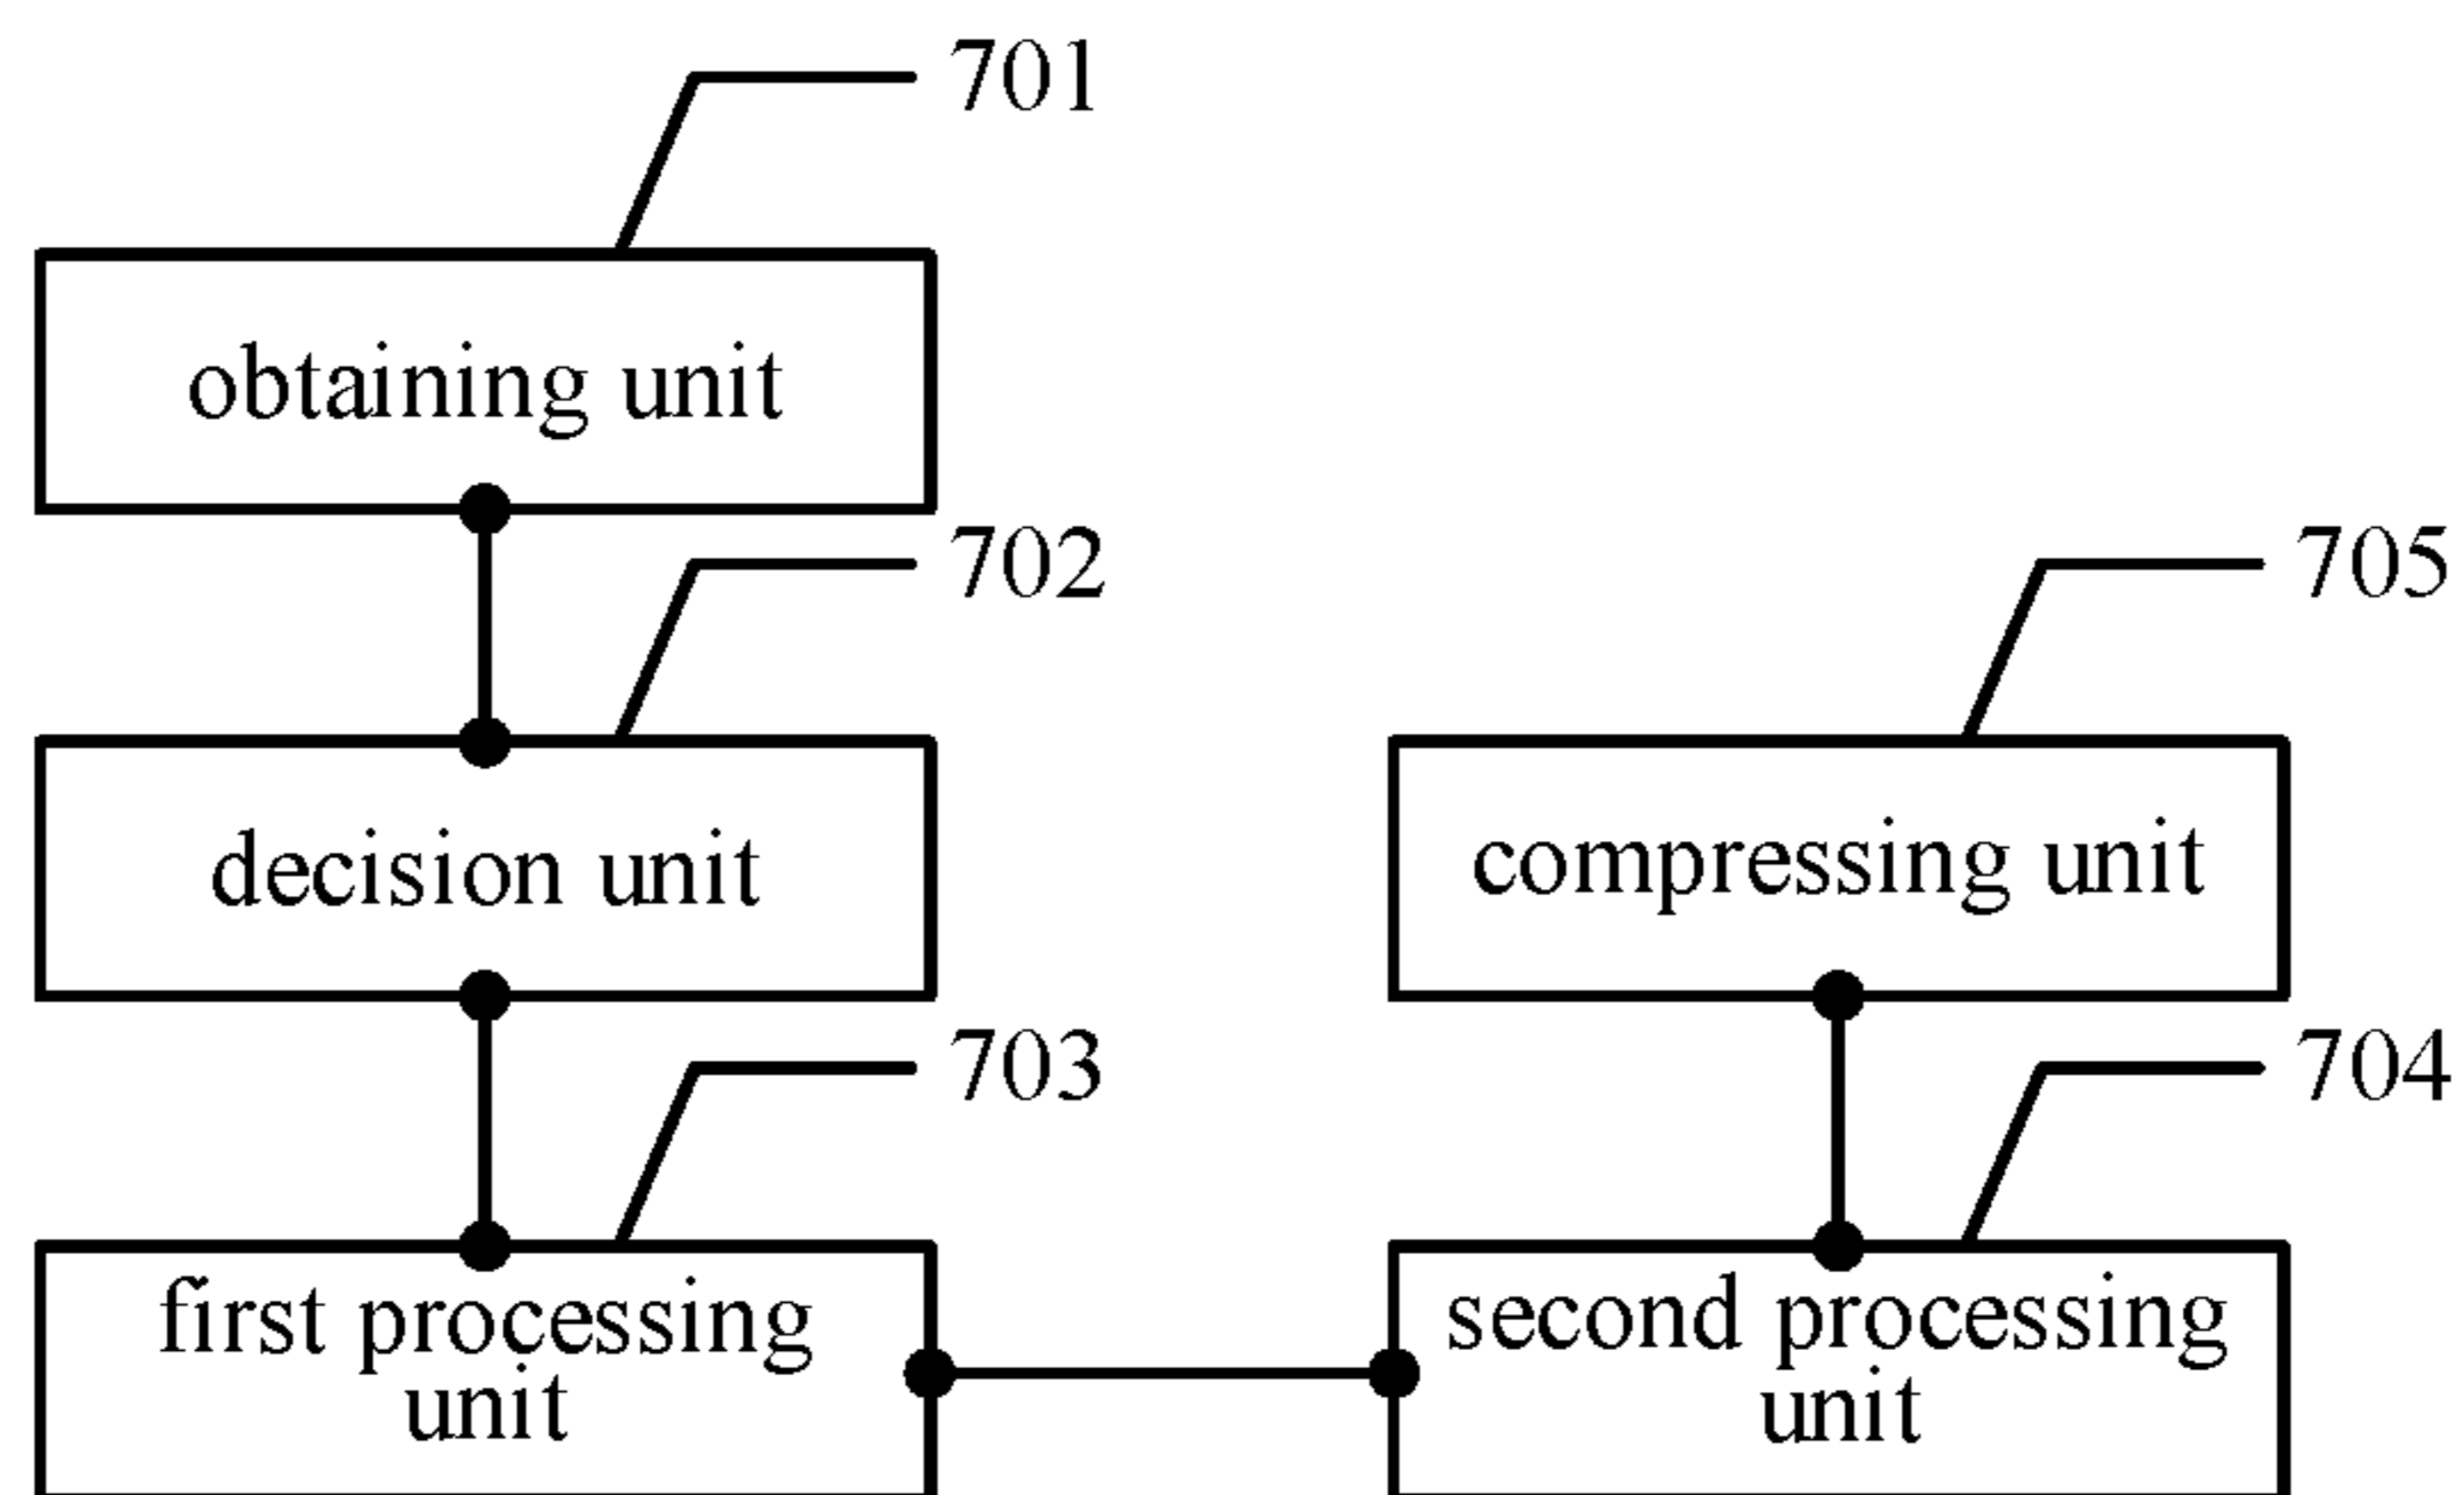 701
obtaining unit
702
decision unit
703
first processing
unit
705
compressing unit
704
second processing
unit